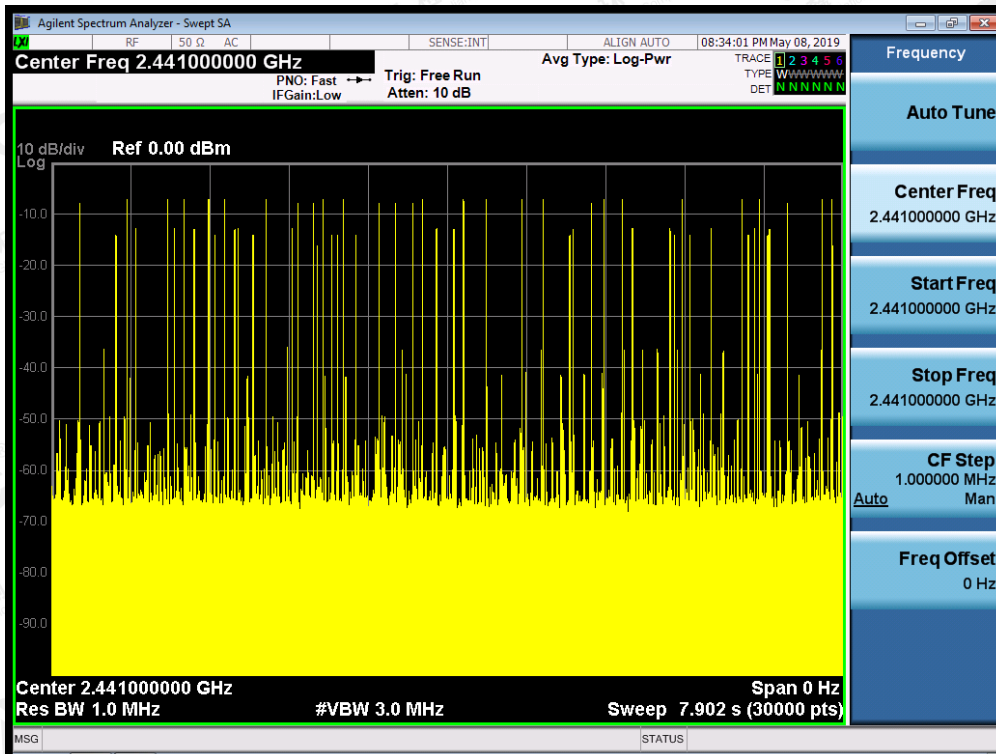 Agilent Spectrum Analyzer - Swept SA
LXI RF 50 Ω AC SENSE:INT ALIGN AUTO 08:34:01 PM May 08, 2019
Center Freq 2.441000000 GHz
Avg Type: Log-Pwr
TRACE 1 2 3 4 5 6
TYPE WWWWWWW
DET N N N N N N
PNO: Fast
IFGain:Low
Trig: Free Run
Atten: 10 dB
10 dB/div Ref 0.00 dBm
Log
-10.0
-20.0
-30.0
-40.0
-50.0
-60.0
-70.0
-80.0
-90.0
Center 2.441000000 GHz Span 0 Hz
Res BW 1.0 MHz #VBW 3.0 MHz Sweep 7.902 s (30000 pts)
MSG STATUS
Frequency
Auto Tune
Center Freq
2.441000000 GHz
Start Freq
2.441000000 GHz
Stop Freq
2.441000000 GHz
CF Step
1.000000 MHz
Auto Man
Freq Offset
0 Hz